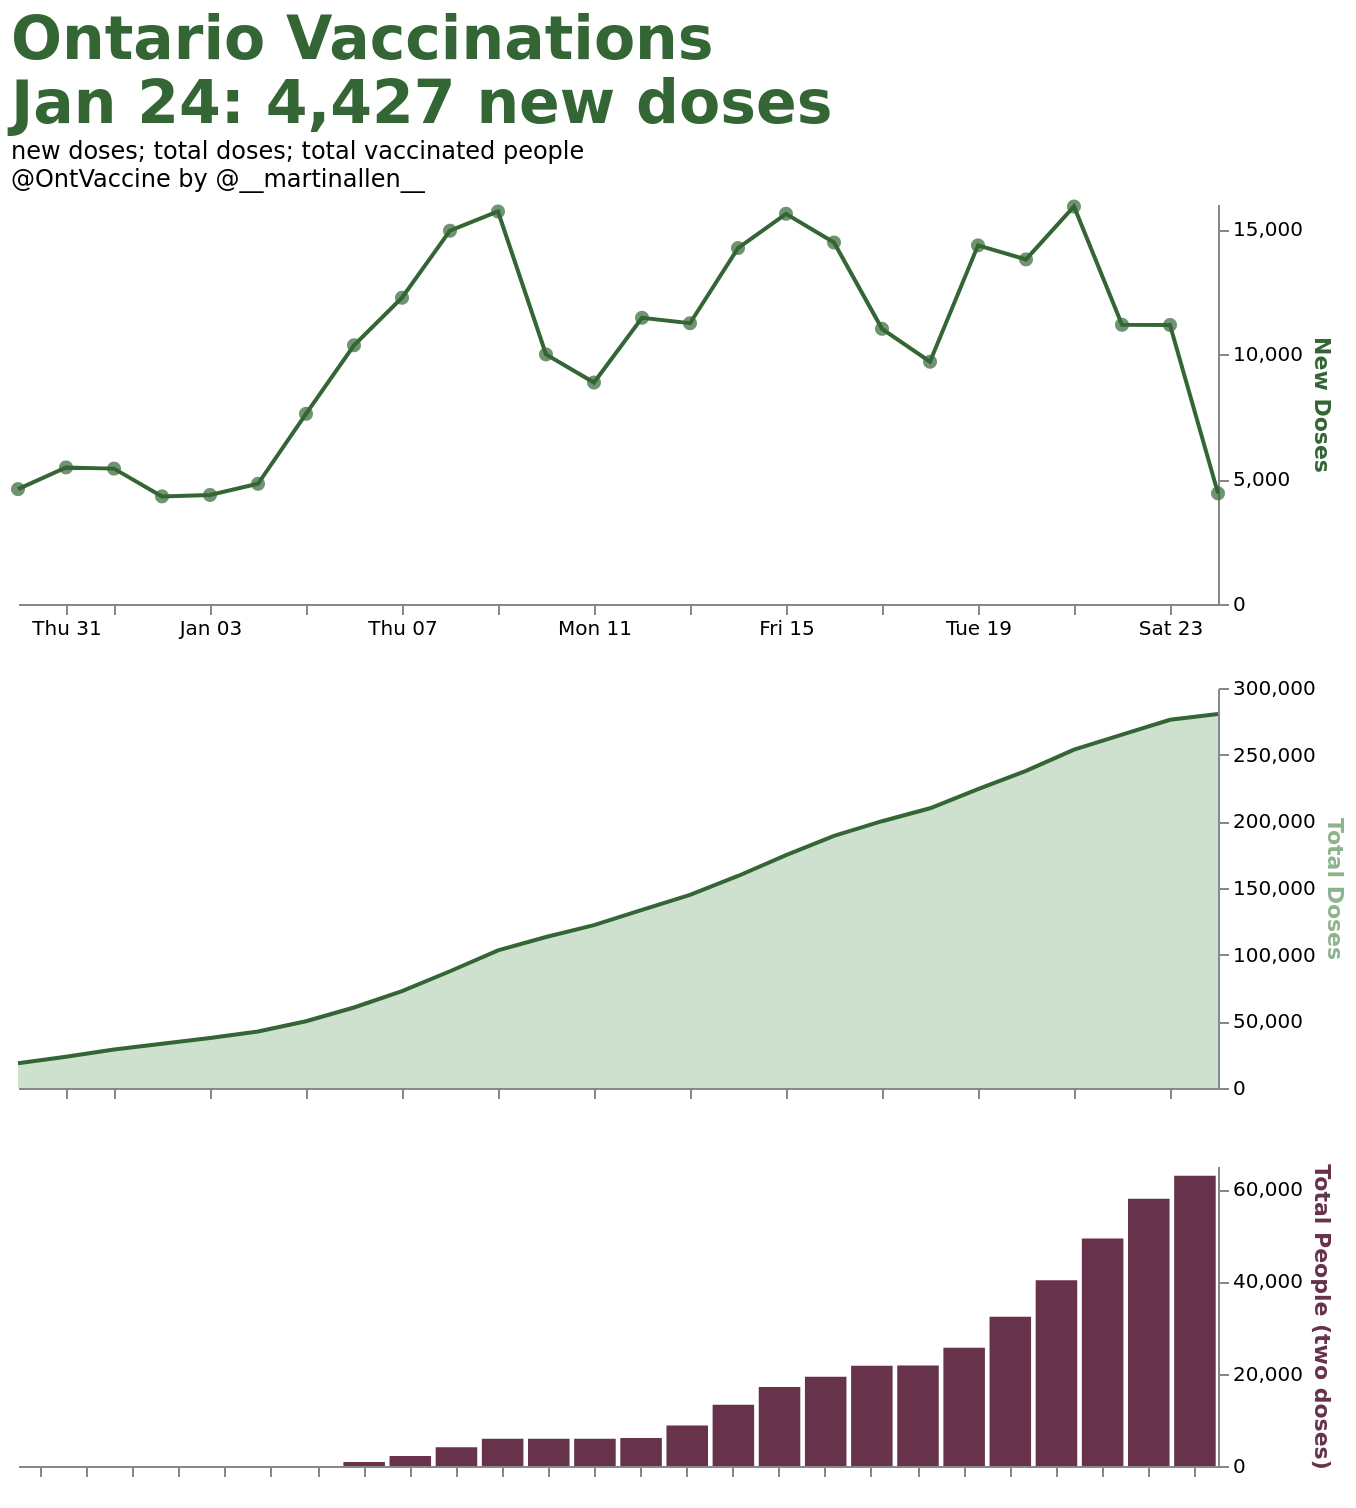 Ontario Vaccinations
Jan 24: 4,427 new doses
new doses; total doses; total vaccinated people
@OntVaccine by @__martinallen__
15,000
10,000
5,000
0
New Doses
Thu 31
Jan 03
Thu 07
Mon 11
Fri 15
Tue 19
Sat 23
300,000
250,000
200,000
150,000
100,000
50,000
0
Total Doses
60,000
40,000
20,000
0
Total People (two doses)